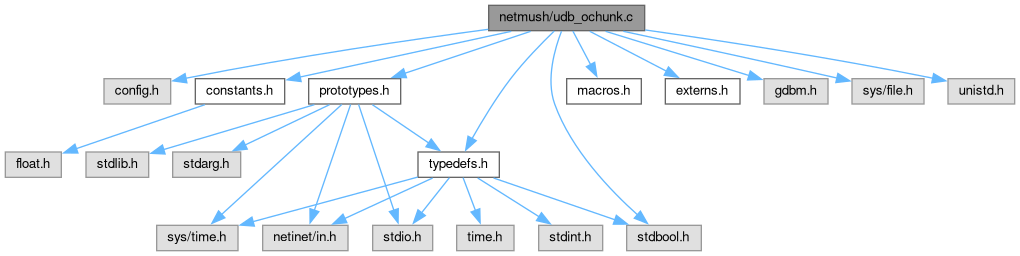 netmush/udb_ochunk.c
config.h
constants.h
prototypes.h
macros.h
externs.h
gdbm.h
sys/file.h
unistd.h
float.h
stdlib.h
stdarg.h
typedefs.h
sys/time.h
netinet/in.h
stdio.h
time.h
stdint.h
stdbool.h